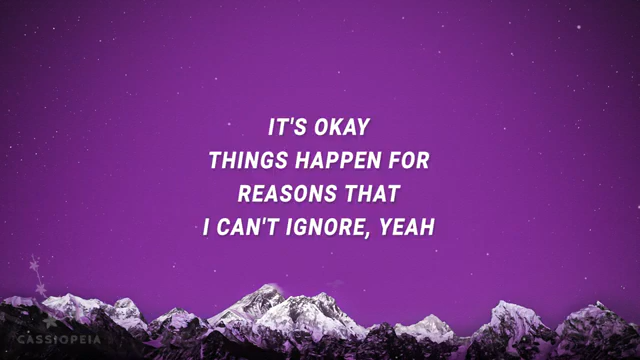 IT'S OKAY
THINGS HAPPEN FOR
REASONS THAT
I CAN'T IGNORE, YEAH
CASSIOPEIA